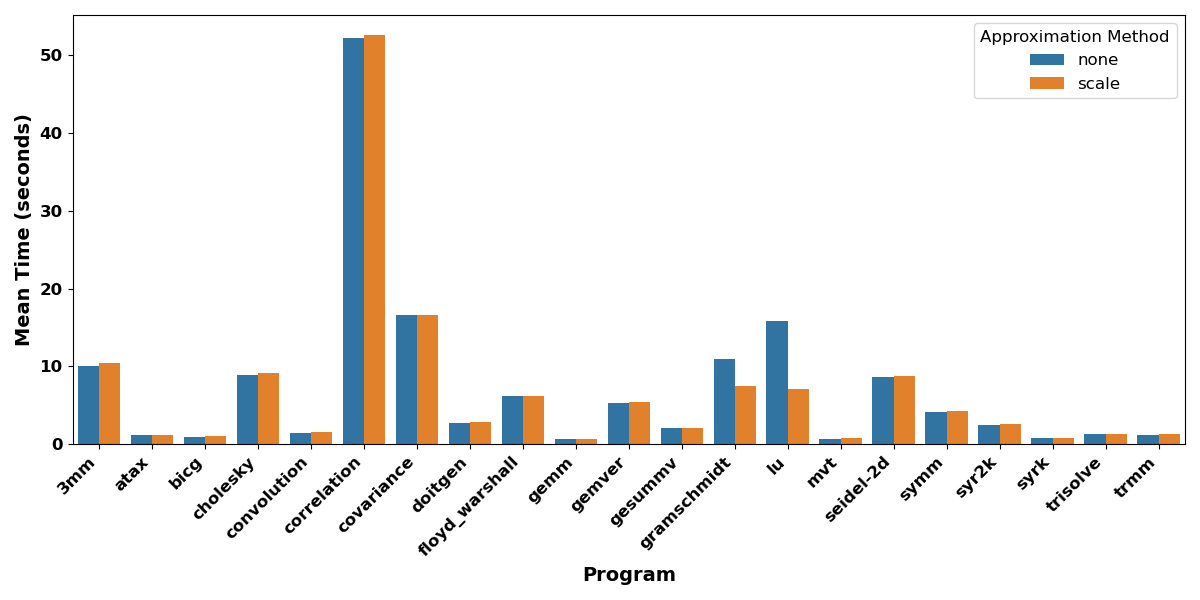 Approximation Method
none
scale
Mean Time (seconds)
50
40
30
20
10
0
3mm
atax
bicg
cholesky
convolution
correlation
covariance
doitgen
floyd_warshall
gemm
gemver
gesummv
gramschmidt
lu
mvt
seidel-2d
symm
syr2k
syrk
trisolve
trmm
Program